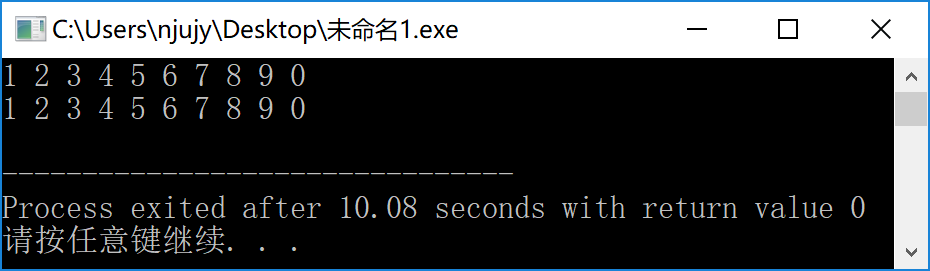 C:\Users\njujy\Desktop\未命名1.exe
1 2 3 4 5 6 7 8 9 0
1 2 3 4 5 6 7 8 9 0
--------------------------------
Process exited after 10.08 seconds with return value 0
请按任意键继续. . .